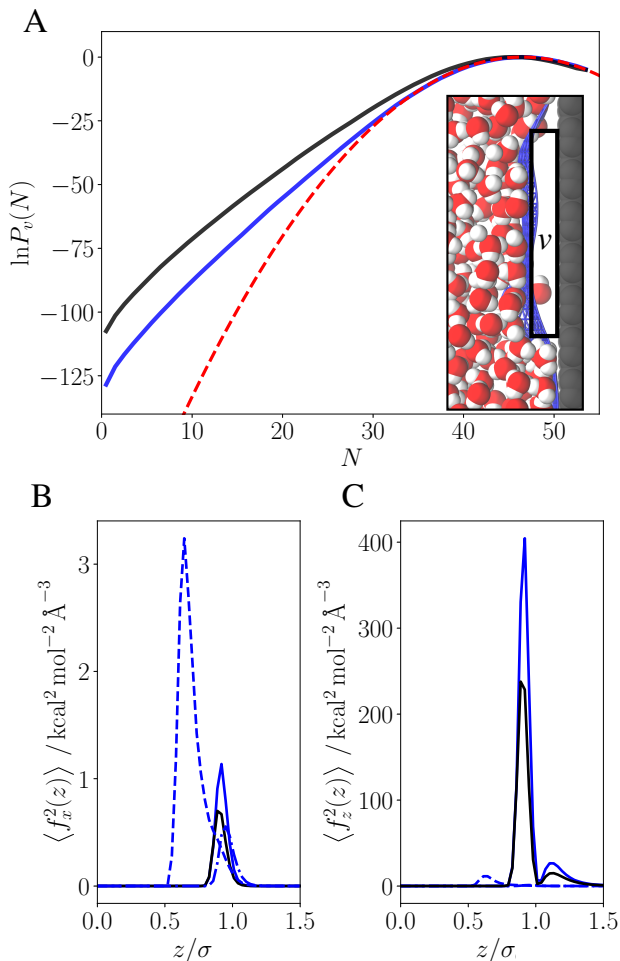 A
0
−25
−50
−75
−100
−125
ln P_v(N)
v
0
10
20
30
40
50
N
B
C
3
2
1
0
⟨f_x^2(z)⟩ / kcal^2 mol^−2 Å^−3
0.0
0.5
1.0
1.5
z/σ
400
300
200
100
0
⟨f_z^2(z)⟩ / kcal^2 mol^−2 Å^−3
0.0
0.5
1.0
1.5
z/σ